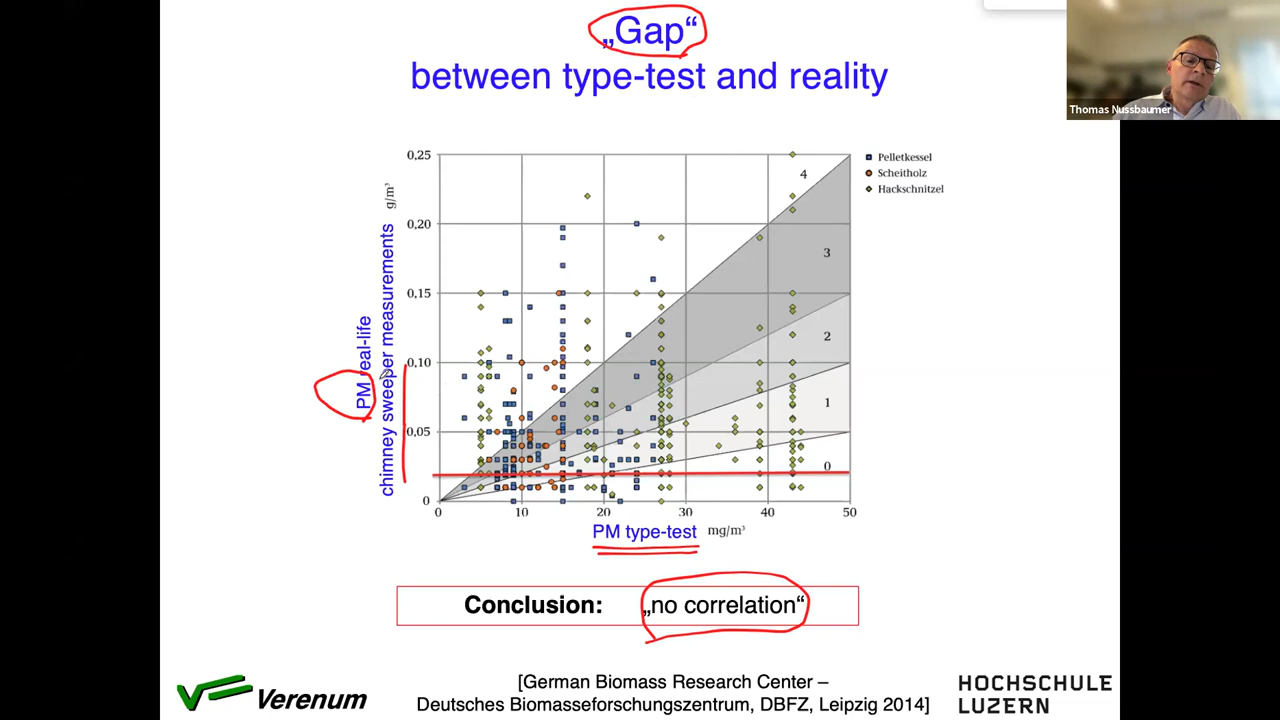 „Gap“
between type-test and reality
Thomas Nussbaumer
0,25
0,20
0,15
0,10
0,05
0
g/m³
PM real-life
chimney sweeper measurements
4
3
2
1
0
Pelletkessel
Scheitholz
Hackschnitzel
0
10
20
30
40
50
PM type-test mg/m³
Conclusion: „no correlation“
Verenum
[German Biomass Research Center –
Deutsches Biomasseforschungszentrum, DBFZ, Leipzig 2014]
HOCHSCHULE
LUZERN